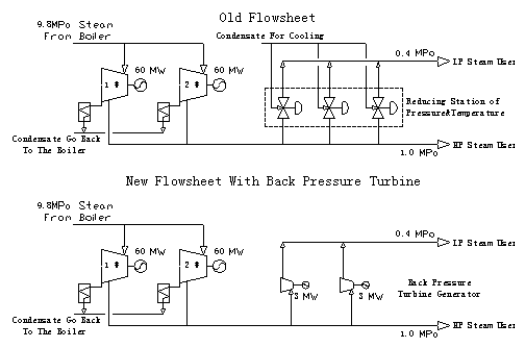 Old Flowsheet
9.8MPa Steam
From Boiler
Condensate For Cooling
0.4 MPa
LP Steam User
60 MW
60 MW
1 #
2 #
Reducing Station of
Pressure&Temperature
Condensate Go Back
To The Boiler
HP Steam User
1.0 MPa
New Flowsheet With Back Pressure Turbine
9.8MPa Steam
From Boiler
0.4 MPa
LP Steam User
60 MW
60 MW
1 #
2 #
3 MW
3 MW
Back Pressure
Turbine Generator
Condensate Go Back
To The Boiler
HP Steam User
1.0 MPa